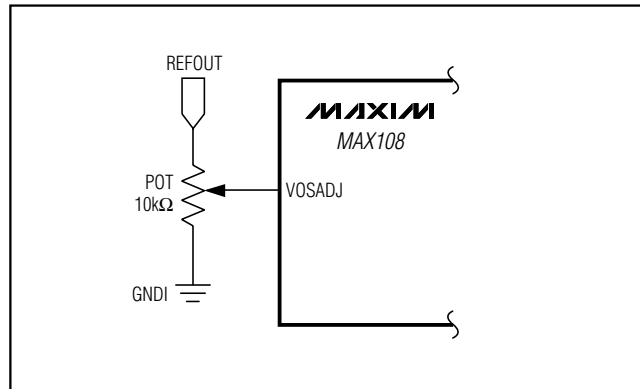 REFOUT
MAXIM
MAX108
POT
10kΩ
VOSADJ
GNDI